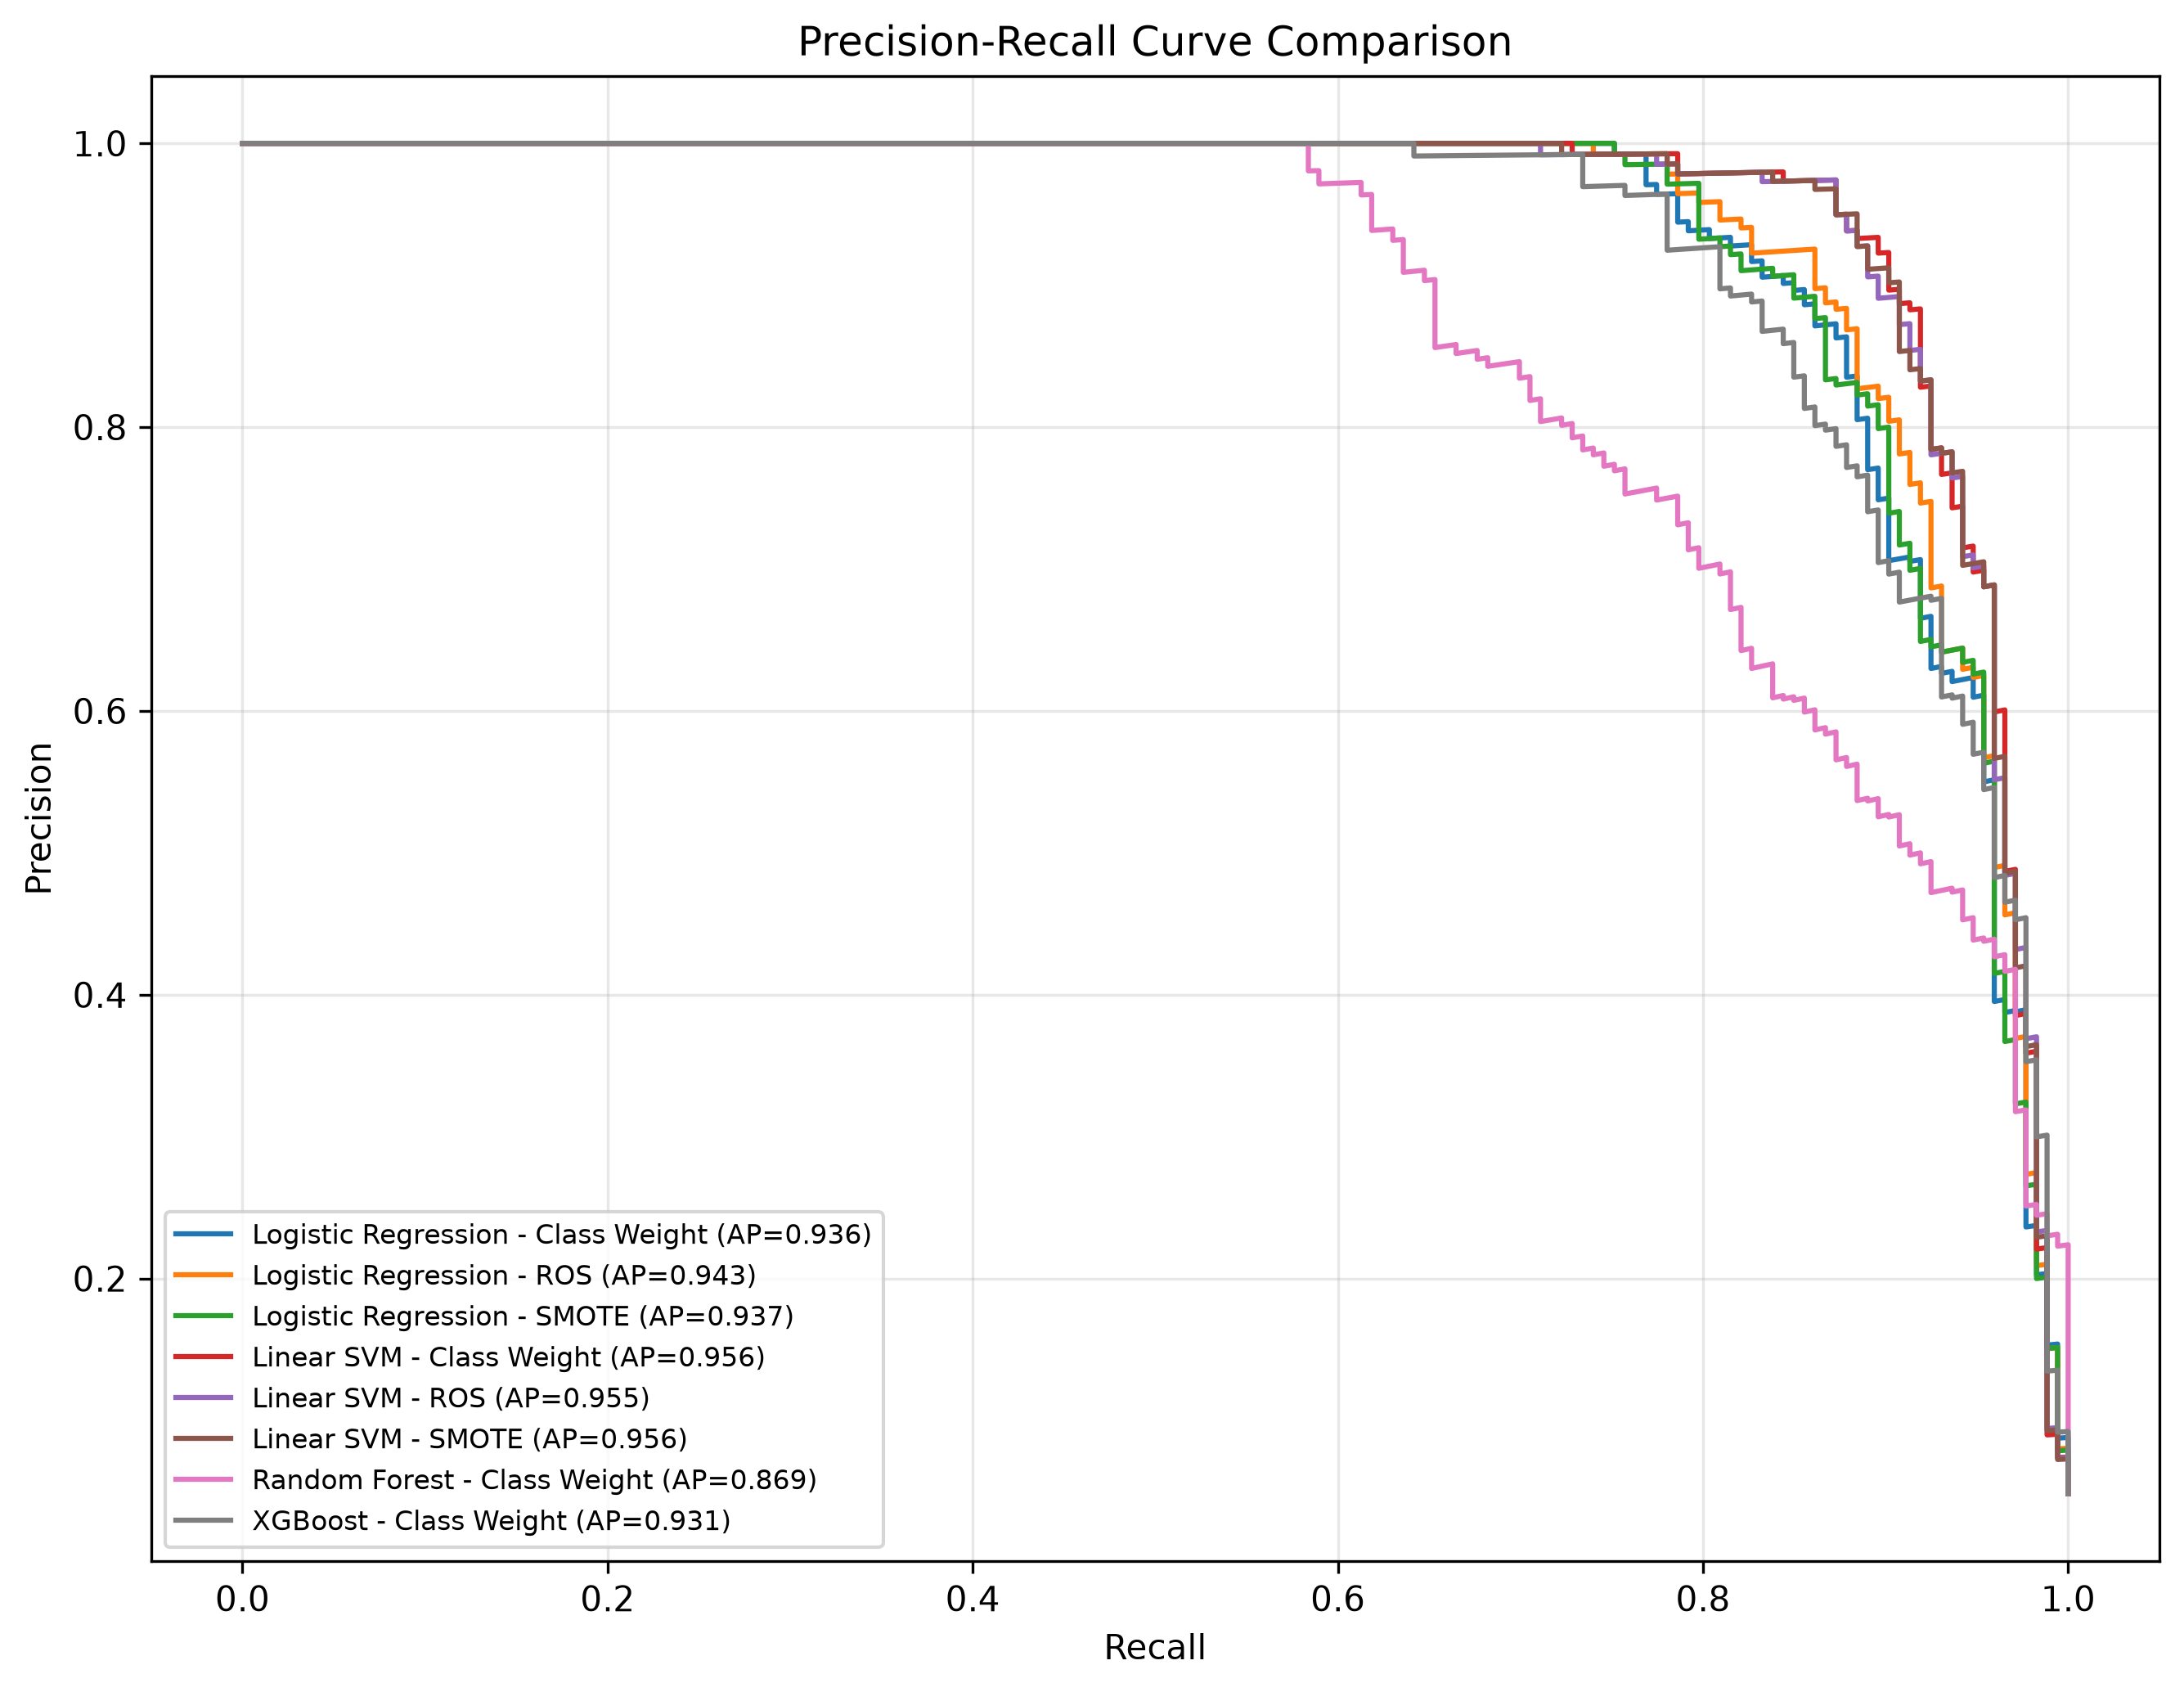 Precision-Recall Curve Comparison
1.0
0.8
0.6
0.4
0.2
Precision
0.0 0.2 0.4 0.6 0.8 1.0
Recall
Logistic Regression - Class Weight (AP=0.936)
Logistic Regression - ROS (AP=0.943)
Logistic Regression - SMOTE (AP=0.937)
Linear SVM - Class Weight (AP=0.956)
Linear SVM - ROS (AP=0.955)
Linear SVM - SMOTE (AP=0.956)
Random Forest - Class Weight (AP=0.869)
XGBoost - Class Weight (AP=0.931)